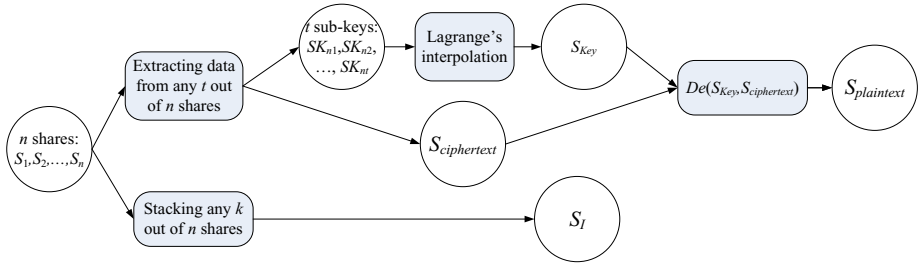 n shares:
S1,S2,...,Sn
Extracting data
from any t out
of n shares
t sub-keys:
SKn1,SKn2,
..., SKnt
Lagrange's
interpolation
SKey
Sciphertext
De(SKey,Sciphertext)
Splaintext
Stacking any k
out of n shares
SI